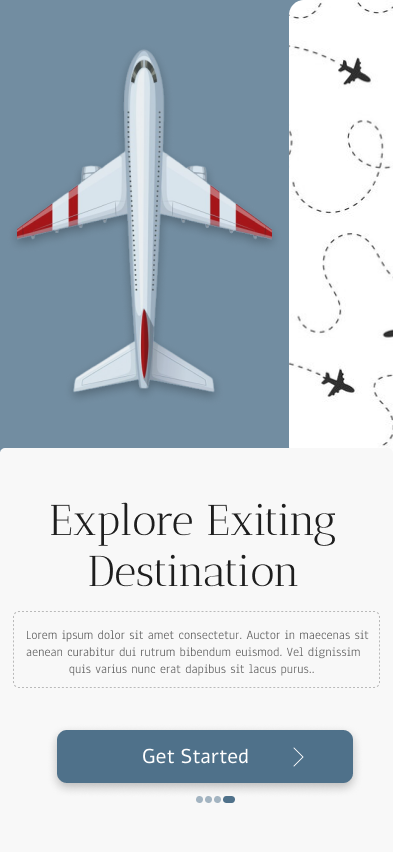 Explore Exiting
Destination
Lorem ipsum dolor sit amet consectetur. Auctor in maecenas sit
aenean curabitur dui rutrum bibendum euismod. Vel dignissim
quis varius nunc erat dapibus sit lacus purus..
Get Started